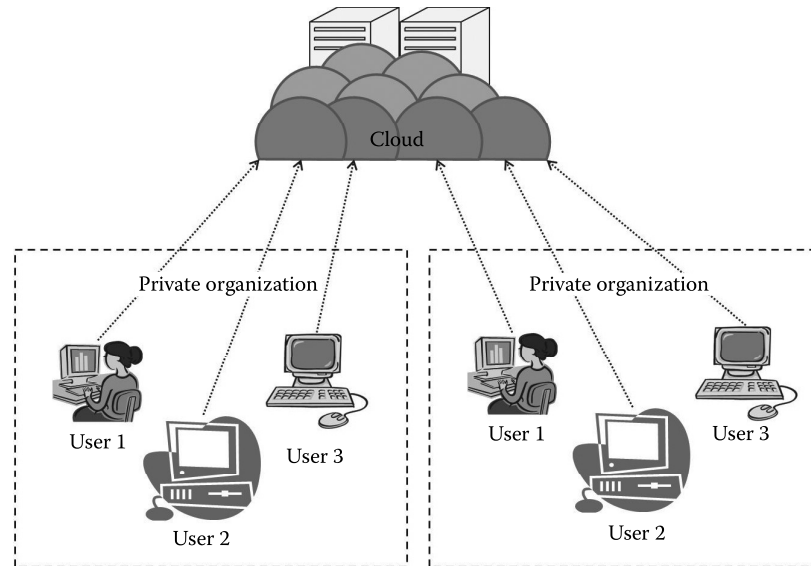 Cloud
Private organization
Private organization
User 1
User 3
User 2
User 1
User 3
User 2